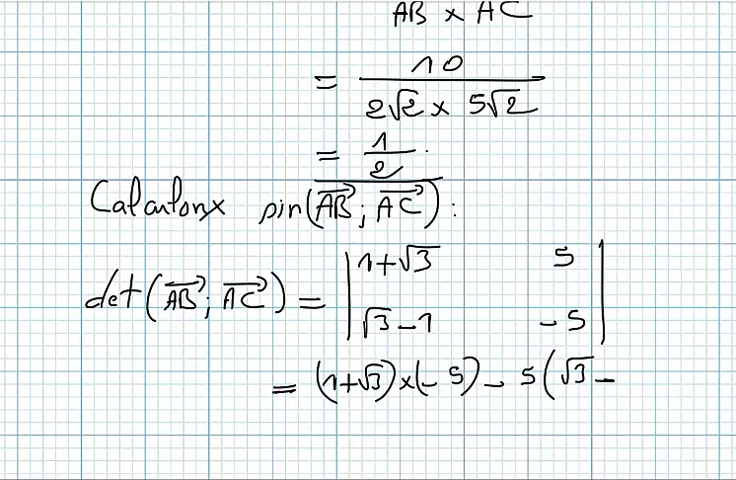 AB × AC
= 10 / (2√2 × 5√2)
= 1/2.
Calculons sin(AB→; AC→) :
det(AB→; AC→) = | 1+√3 5 |
| √3 − 1 − 5 |
= (1+√3)×(− 5) − 5(√3 −